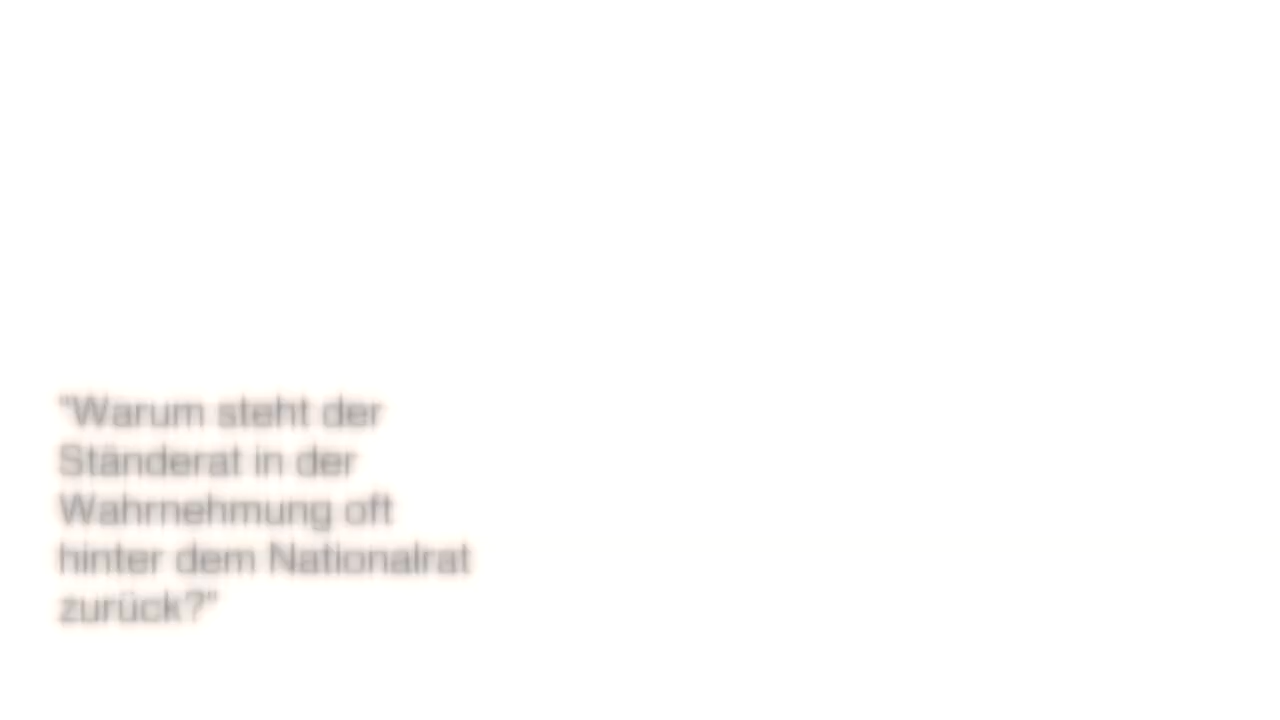 "Warum steht der
Ständerat in der
Wahrnehmung oft
hinter dem Nationalrat
zurück?"